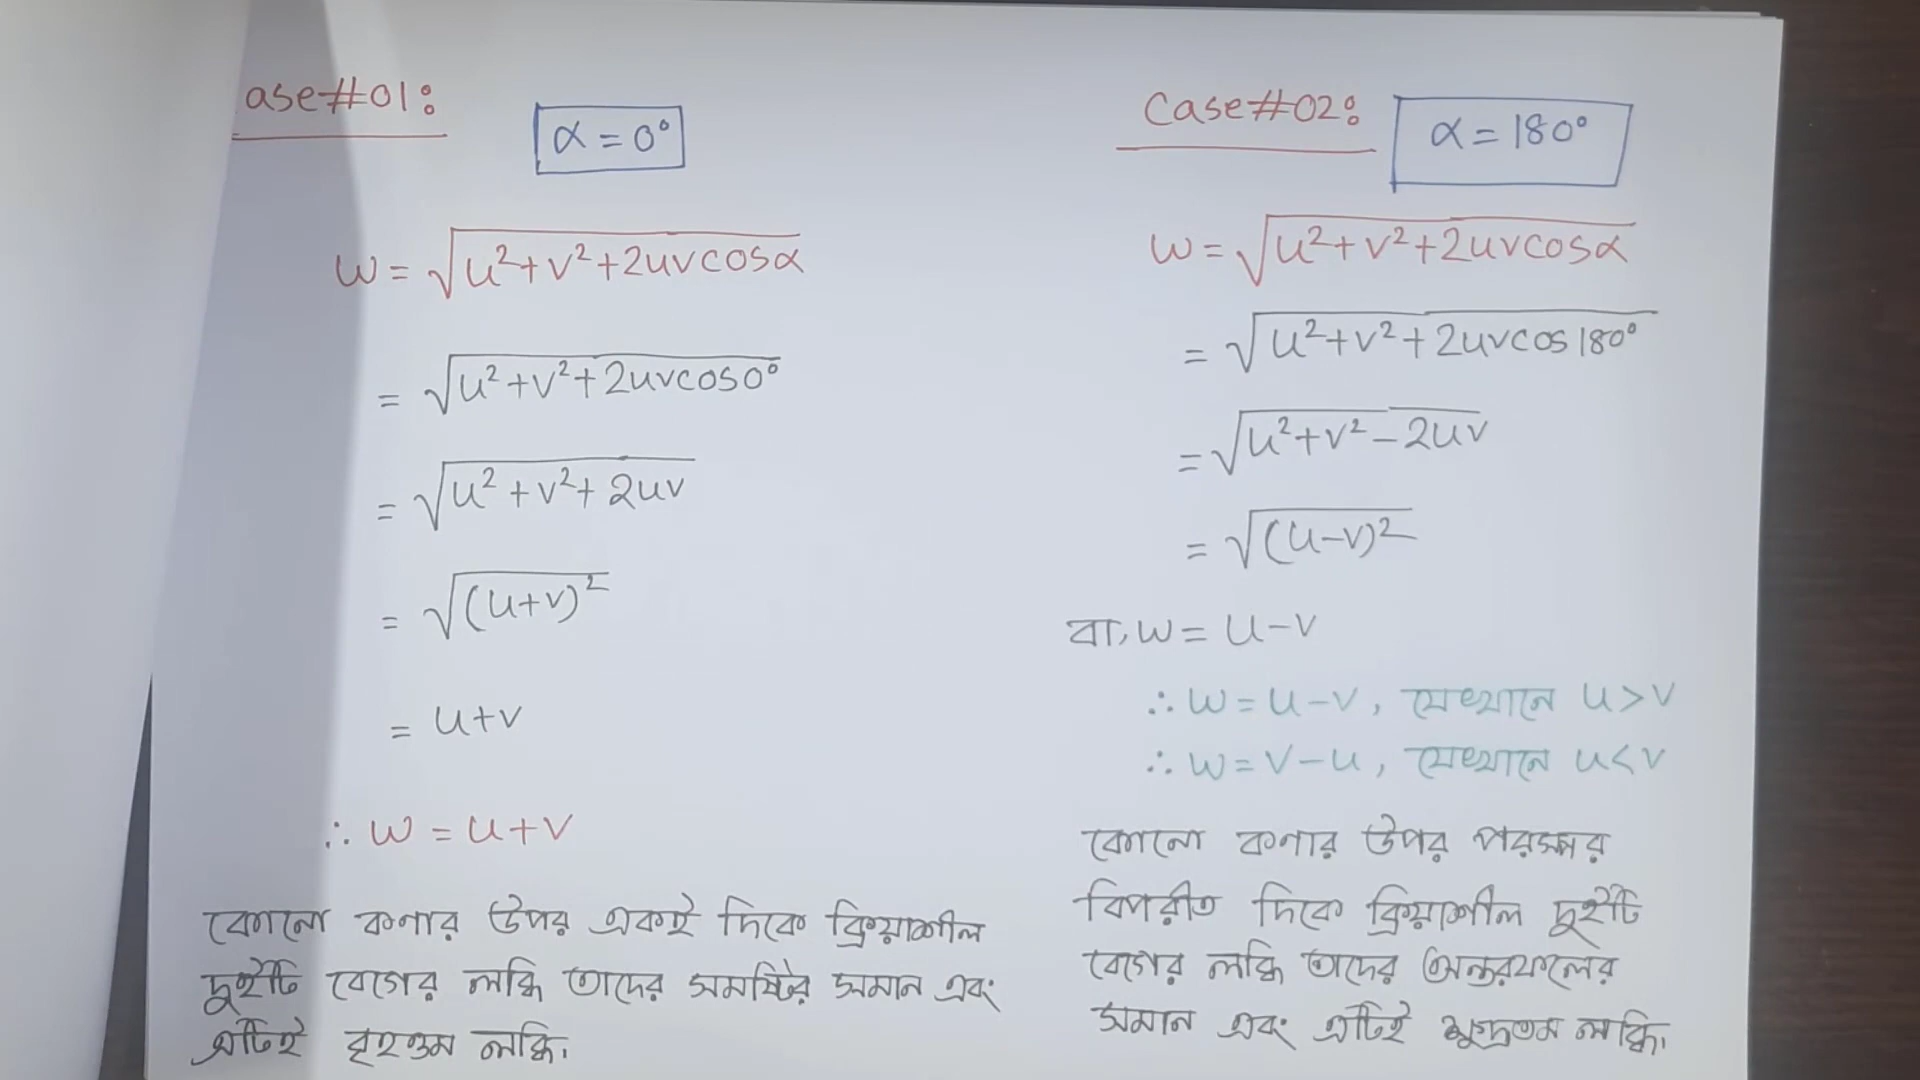 ase#01:
α = 0°
w = √u²+v²+2uvcosα
= √u²+v²+2uvcos0°
= √u²+v²+2uv
= √(u+v)²
= u+v
∴ w = u+v
কোনো কণার উপর একই দিকে ক্রিয়াশীল
দুইটি বেগের লব্ধি তাদের সমষ্টির সমান এবং
এটিই বৃহত্তম লব্ধি।
Case#02:
α = 180°
w = √u²+v²+2uvcosα
= √u²+v²+2uvcos180°
= √u²+v²-2uv
= √(u-v)²
বা, w = u-v
∴ w = u-v, যেখানে u>v
∴ w = v-u, যেখানে u<v
কোনো কণার উপর পরস্পর
বিপরীত দিকে ক্রিয়াশীল দুইটি
বেগের লব্ধি তাদের অন্তরফলের
সমান এবং এটিই ক্ষুদ্রতম লব্ধি।